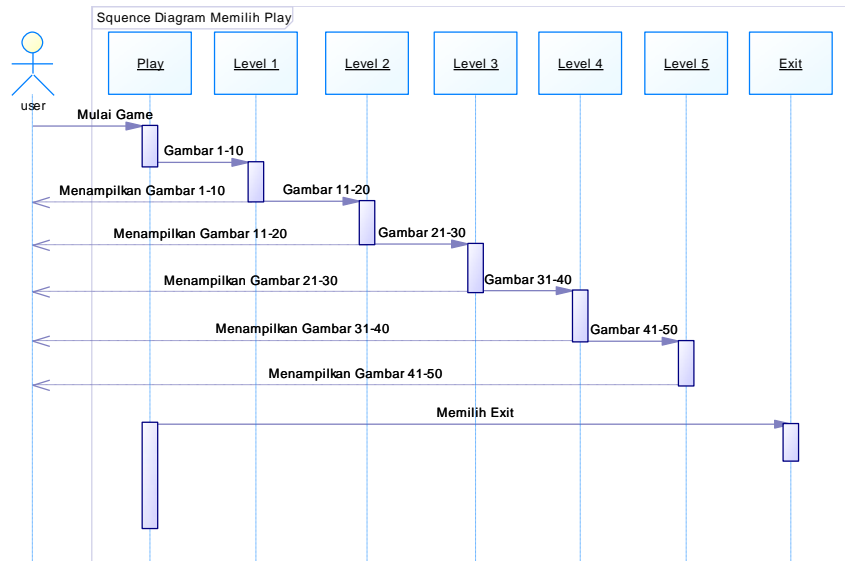 Squence Diagram Memilih Play
user
Play
Level 1
Level 2
Level 3
Level 4
Level 5
Exit
Mulai Game
Gambar 1-10
Menampilkan Gambar 1-10
Gambar 11-20
Menampilkan Gambar 11-20
Gambar 21-30
Menampilkan Gambar 21-30
Gambar 31-40
Menampilkan Gambar 31-40
Gambar 41-50
Menampilkan Gambar 41-50
Memilih Exit